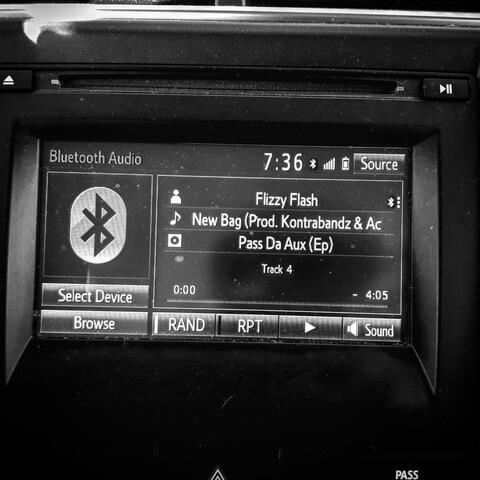 Bluetooth Audio
7:36
Source
Flizzy Flash
New Bag (Prod. Kontrabandz & Ac
Pass Da Aux (Ep)
Track 4
0:00
- 4:05
Select Device
Browse
RAND
RPT
Sound
PASS